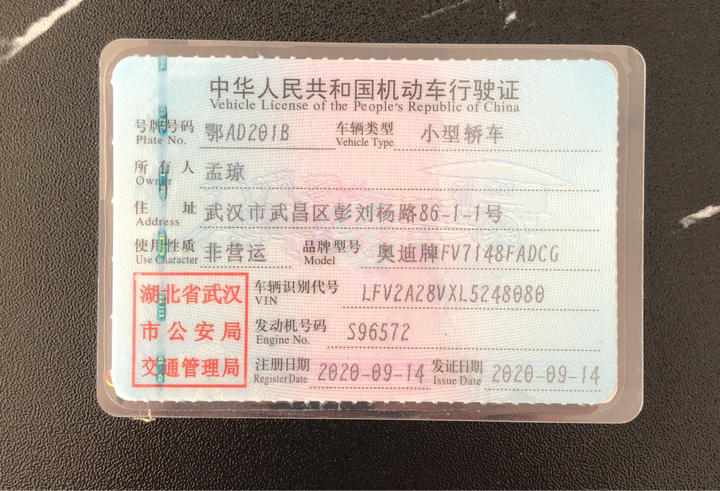 中华人民共和国机动车行驶证
Vehicle License of the People's Republic of China
号牌号码 鄂AD201B 车辆类型 小型轿车
Plate No. Vehicle Type
所有人 孟琼
Owner
住址 武汉市武昌区彭刘杨路86-1-1号
Address
使用性质 非营运 品牌型号 奥迪牌FV7148FADCG
Use Character Model
湖北省武汉
市公安局
交通管理局
车辆识别代号 LFV2A28VXL5248080
VIN
发动机号码 S96572
Engine No.
注册日期 2020-09-14 发证日期 2020-09-14
Register Date Issue Date